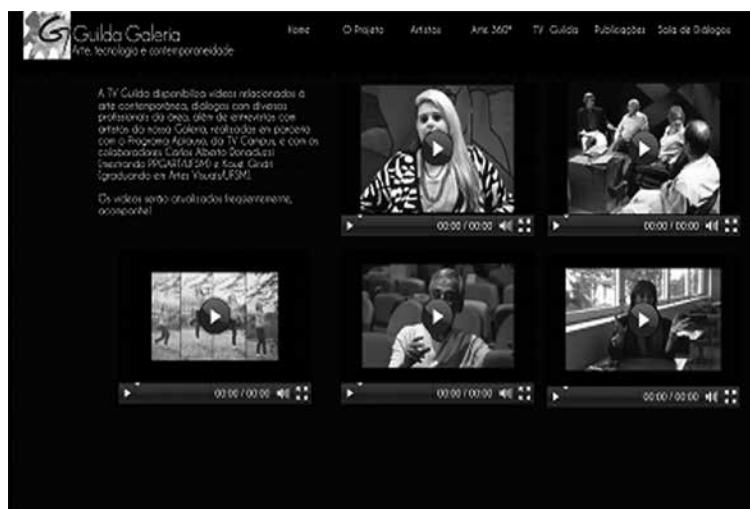 Guilda Galeria
Arte, tecnologia e contemporaneidade
Home O Projeto Artistas Arte 360° TV Guilda Publicações Sala de Diálogos
A TV Guilda disponibiliza vídeos relacionados à
arte contemporânea, diálogos com diversos
profissionais da área, além de entrevistas com
artistas da nossa Galeria, realizadas em parceria
com o Programa Aplauso, da TV Campus, e com os
colaboradores Carlos Alberto Donaduzzi
(mestrando PPGART/UFSM) e
(graduando em Artes Visuais/UFSM).
Os vídeos serão atualizados freqüentemente,
acompanhe!
00:00 / 00:00
00:00 / 00:00
00:00 / 00:00
00:00 / 00:00
00:00 / 00:00